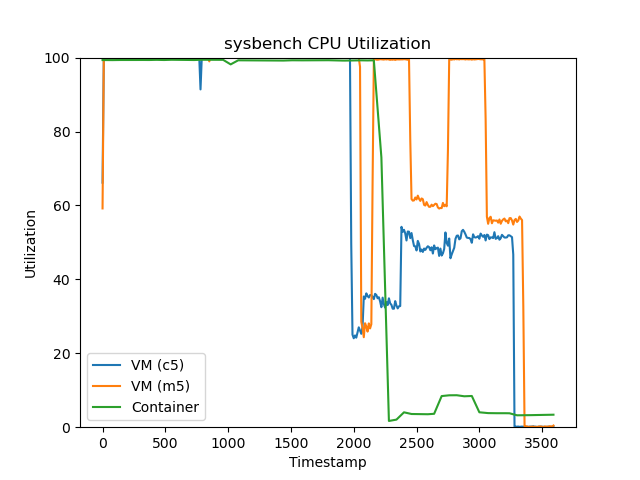 sysbench CPU Utilization
100
80
60
40
20
0
Utilization
VM (c5)
VM (m5)
Container
0 500 1000 1500 2000 2500 3000 3500
Timestamp